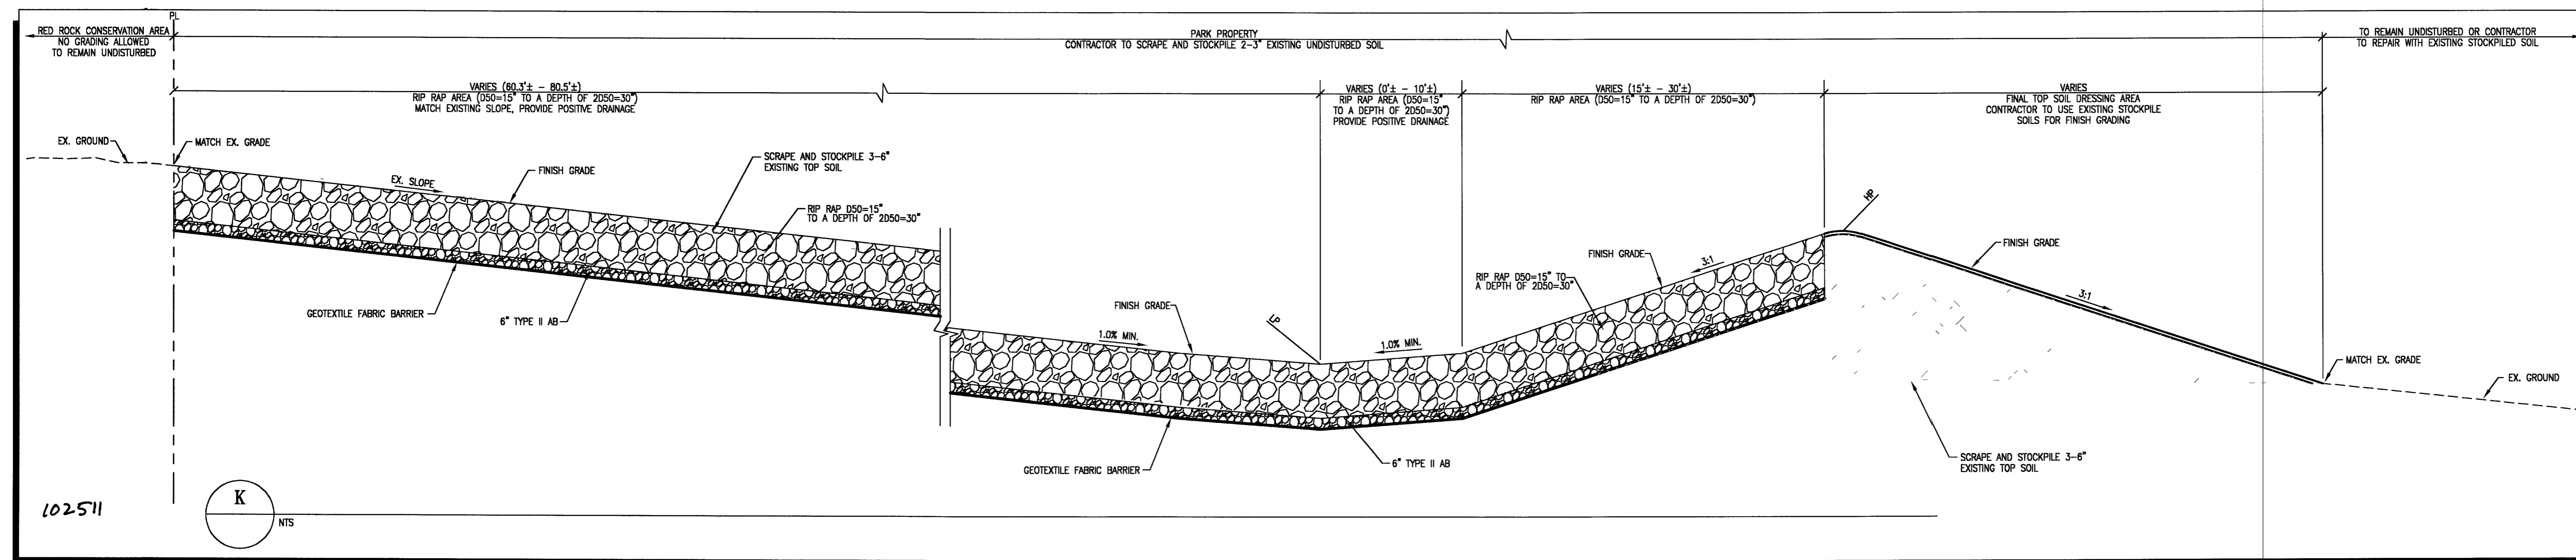 PL
RED ROCK CONSERVATION AREA
NO GRADING ALLOWED
TO REMAIN UNDISTURBED
PARK PROPERTY
CONTRACTOR TO SCRAPE AND STOCKPILE 2-3" EXISTING UNDISTURBED SOIL
TO REMAIN UNDISTURBED OR CONTRACTOR
TO REPAIR WITH EXISTING STOCKPILED SOIL
VARIES (60.3'± - 80.5'±)
RIP RAP AREA (D50=15" TO A DEPTH OF 2D50=30")
MATCH EXISTING SLOPE, PROVIDE POSITIVE DRAINAGE
VARIES (0'± - 10'±)
RIP RAP AREA (D50=15"
TO A DEPTH OF 2D50=30")
PROVIDE POSITIVE DRAINAGE
VARIES (15'± - 30'±)
RIP RAP AREA (D50=15" TO A DEPTH OF 2D50=30")
VARIES
FINAL TOP SOIL DRESSING AREA
CONTRACTOR TO USE EXISTING STOCKPILE
SOILS FOR FINISH GRADING
EX. GROUND
MATCH EX. GRADE
EX. SLOPE
FINISH GRADE
SCRAPE AND STOCKPILE 3-6"
EXISTING TOP SOIL
RIP RAP D50=15"
TO A DEPTH OF 2D50=30"
GEOTEXTILE FABRIC BARRIER
6" TYPE II AB
1.0% MIN.
FINISH GRADE
LP
1.0% MIN.
GEOTEXTILE FABRIC BARRIER
6" TYPE II AB
RIP RAP D50=15" TO
A DEPTH OF 2D50=30"
FINISH GRADE
3:1
HP
FINISH GRADE
3:1
MATCH EX. GRADE
EX. GROUND
SCRAPE AND STOCKPILE 3-6"
EXISTING TOP SOIL
102511
K
NTS